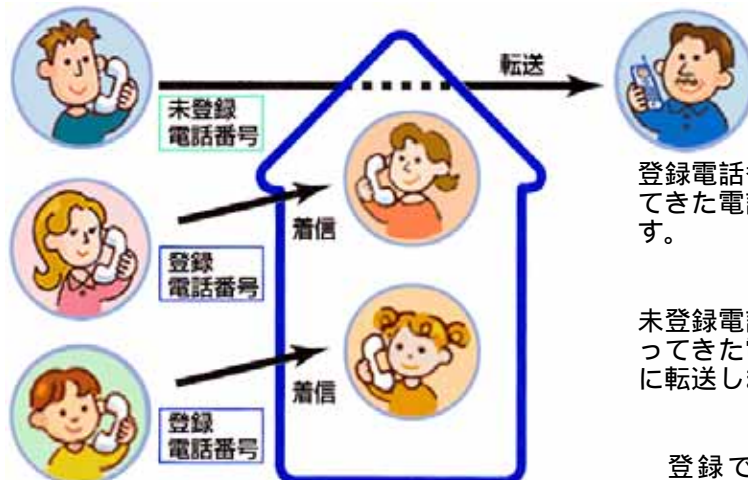 転送
未登録
電話番号
着信
登録
電話番号
着信
登録
電話番号
登録電話
てきた電
す。
未登録電
ってきた
に転送し
登録で